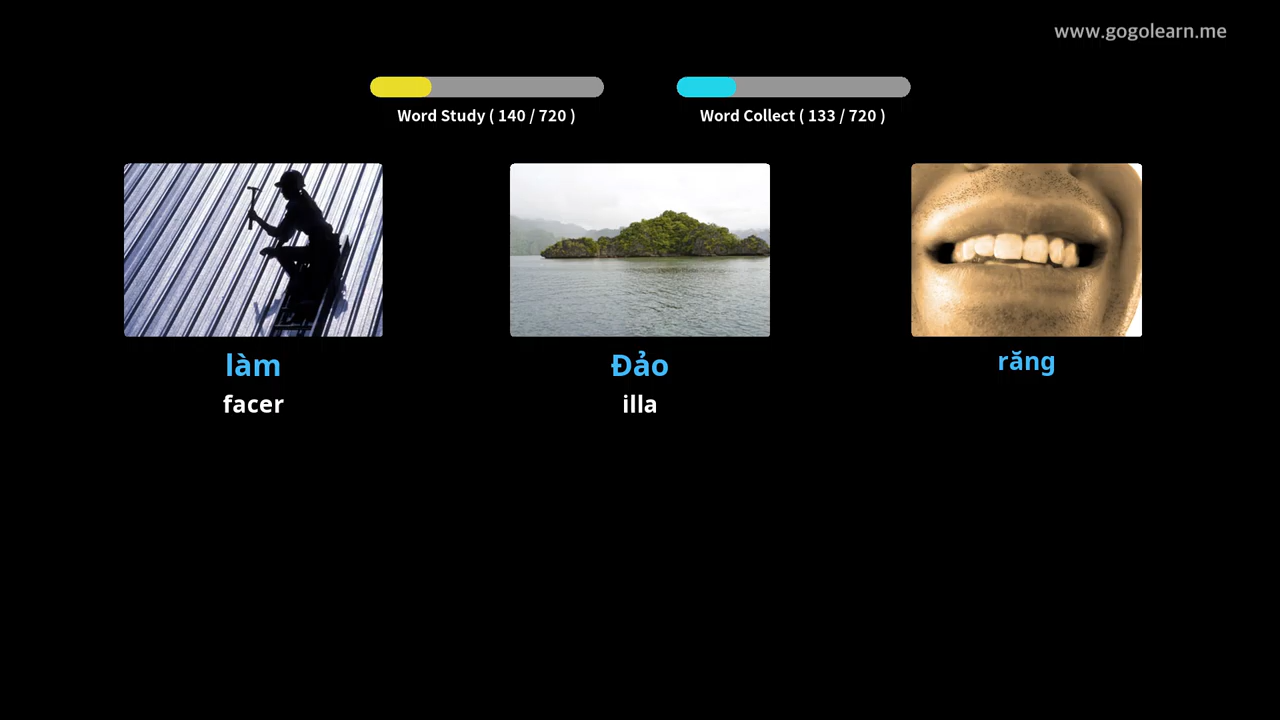 www.gogolearn.me
Word Study ( 140 / 720 )
Word Collect ( 133 / 720 )
làm
Đảo
răng
facer
illa